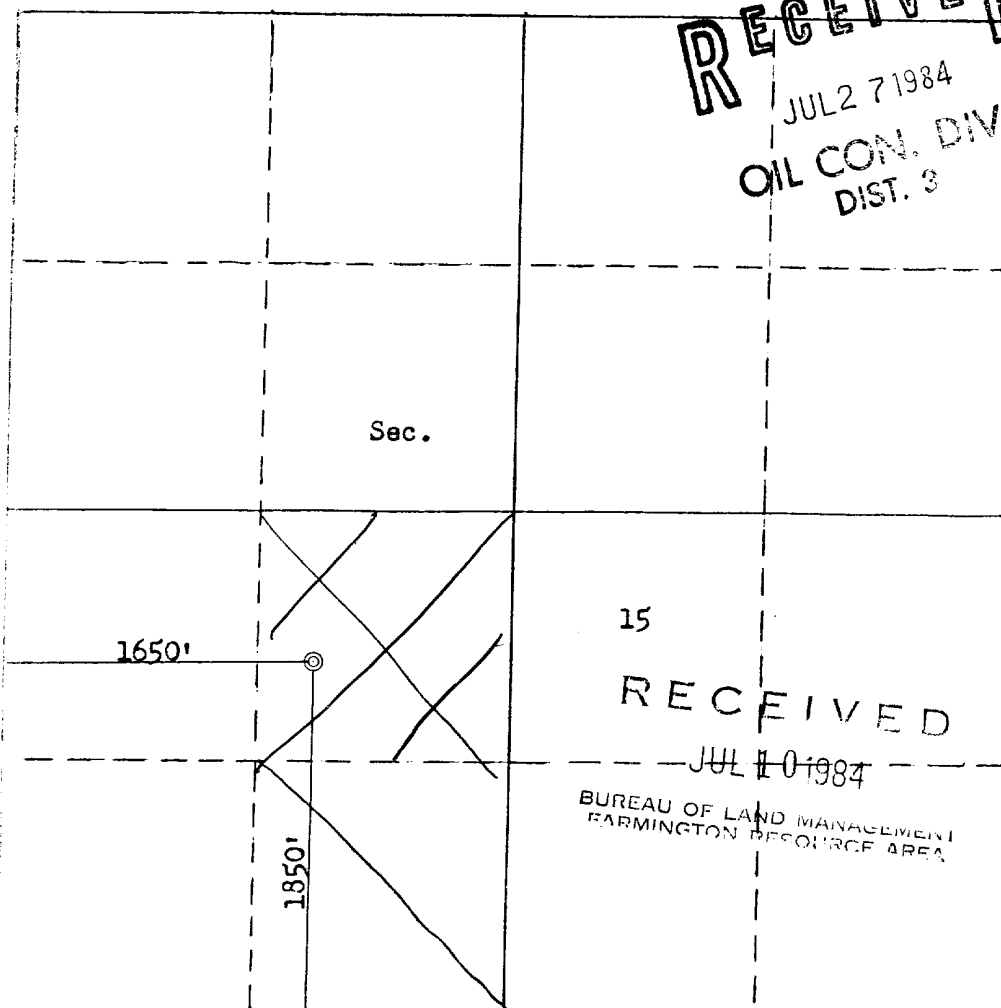 RECEIVE
JUL 27 1984
OIL CON. DIV
DIST. 3
Sec.
15
1650'
RECEIVED
JUL 10 1984
BUREAU OF LAND MANAGEMENT
FARMINGTON RESOURCE AREA
1850'